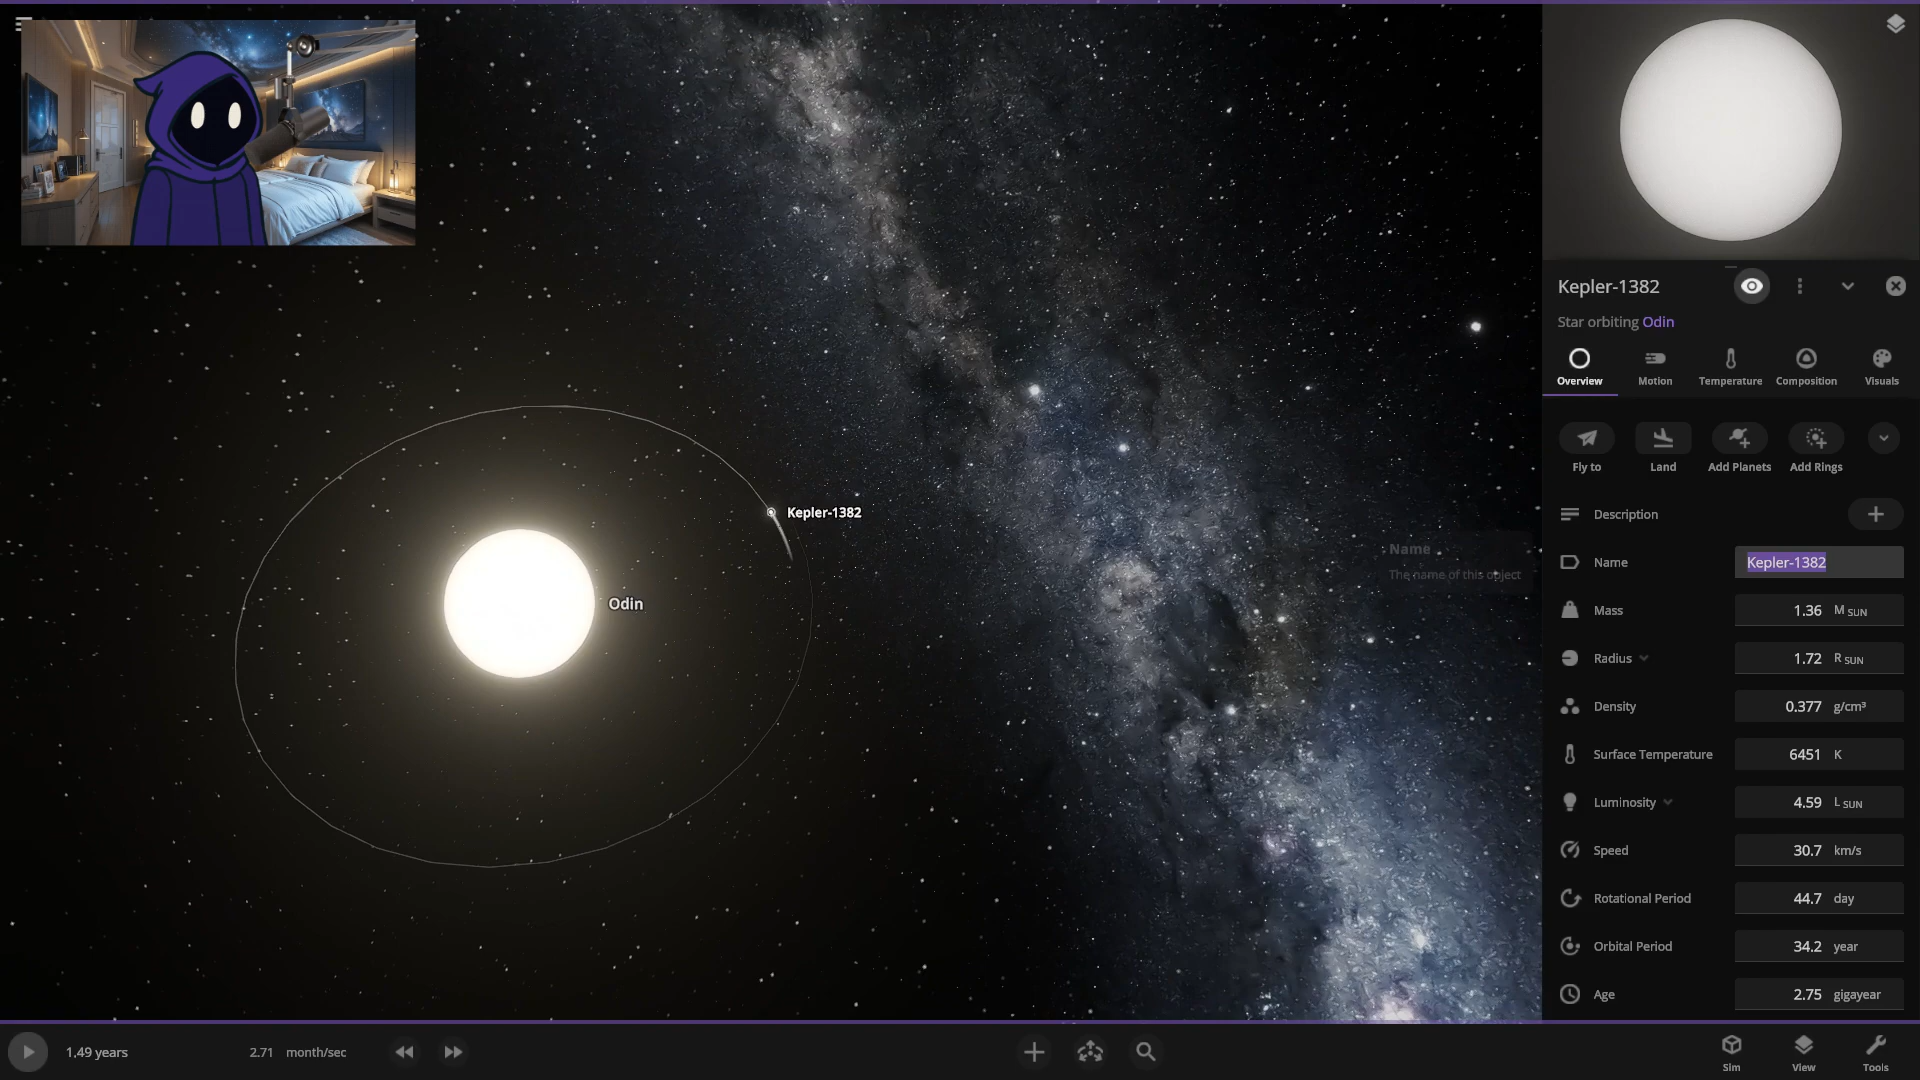 Kepler-1382
Odin
Name
The name of this object
Kepler-1382
Star orbiting Odin
Overview
Motion
Temperature
Composition
Visuals
Fly to
Land
Add Planets
Add Rings
Description
Name Kepler-1382
Mass 1.36 M SUN
Radius 1.72 R SUN
Density 0.377 g/cm³
Surface Temperature 6451 K
Luminosity 4.59 L SUN
Speed 30.7 km/s
Rotational Period 44.7 day
Orbital Period 34.2 year
Age 2.75 gigayear
1.49 years
2.71 month/sec
Sim
View
Tools